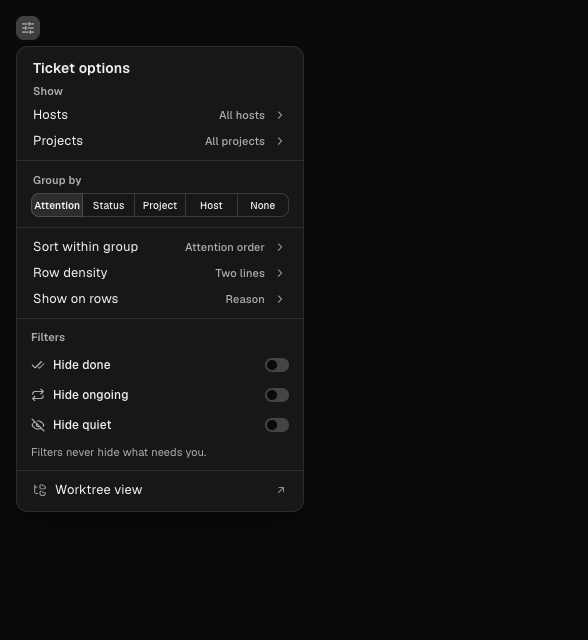 Ticket options
Show
Hosts All hosts
Projects All projects
Group by
Attention Status Project Host None
Sort within group Attention order
Row density Two lines
Show on rows Reason
Filters
Hide done
Hide ongoing
Hide quiet
Filters never hide what needs you.
Worktree view